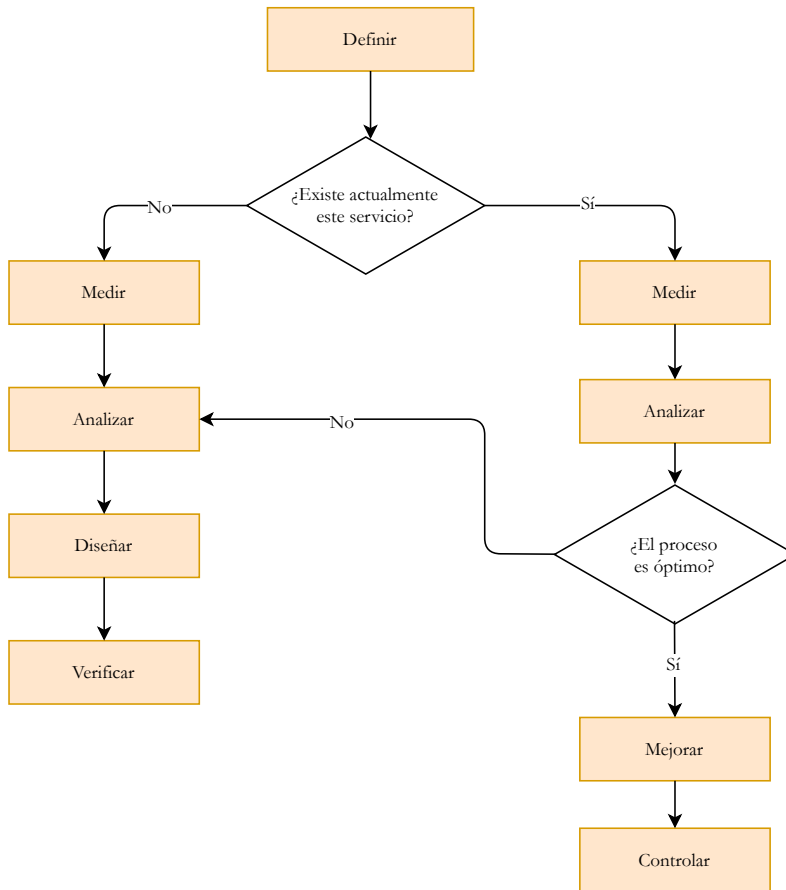 Definir
¿Existe actualmente
este servicio?
No
Sí
Medir
Medir
Analizar
No
Analizar
Diseñar
¿El proceso
es óptimo?
Verificar
Sí
Mejorar
Controlar